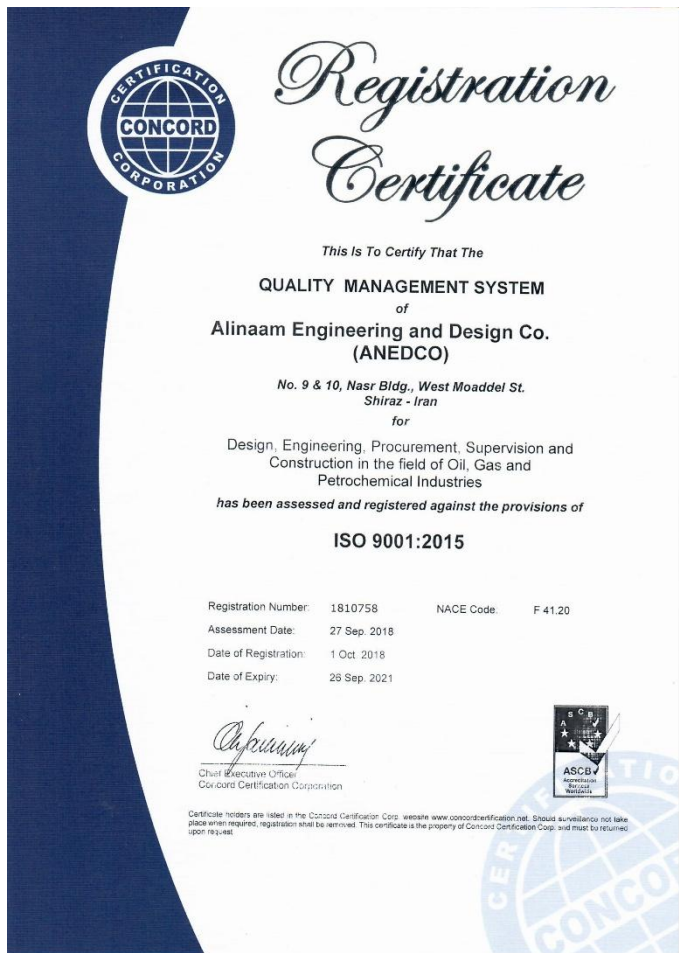 CERTIFICATION
CONCORD
CORPORATION
Registration
Certificate
This Is To Certify That The
QUALITY MANAGEMENT SYSTEM
of
Alinaam Engineering and Design Co.
(ANEDCO)
No. 9 & 10, Nasr Bldg., West Moaddel St.
Shiraz - Iran
for
Design, Engineering, Procurement, Supervision and
Construction in the field of Oil, Gas and
Petrochemical Industries
has been assessed and registered against the provisions of
ISO 9001:2015
Registration Number: 1810758 NACE Code: F 41.20
Assessment Date: 27 Sep. 2018
Date of Registration: 1 Oct. 2018
Date of Expiry: 26 Sep. 2021
Chief Executive Officer
Concord Certification Corporation
ASCB
ASCB
Accreditation
Services
Worldwide
Certificate holders are listed in the Concord Certification Corp. website www.concordcertification.net. Should surveillance not take
place when required, registration shall be removed. This certificate is the property of Concord Certification Corp. and must be returned
upon request
CERTIFICATIO
CONCO